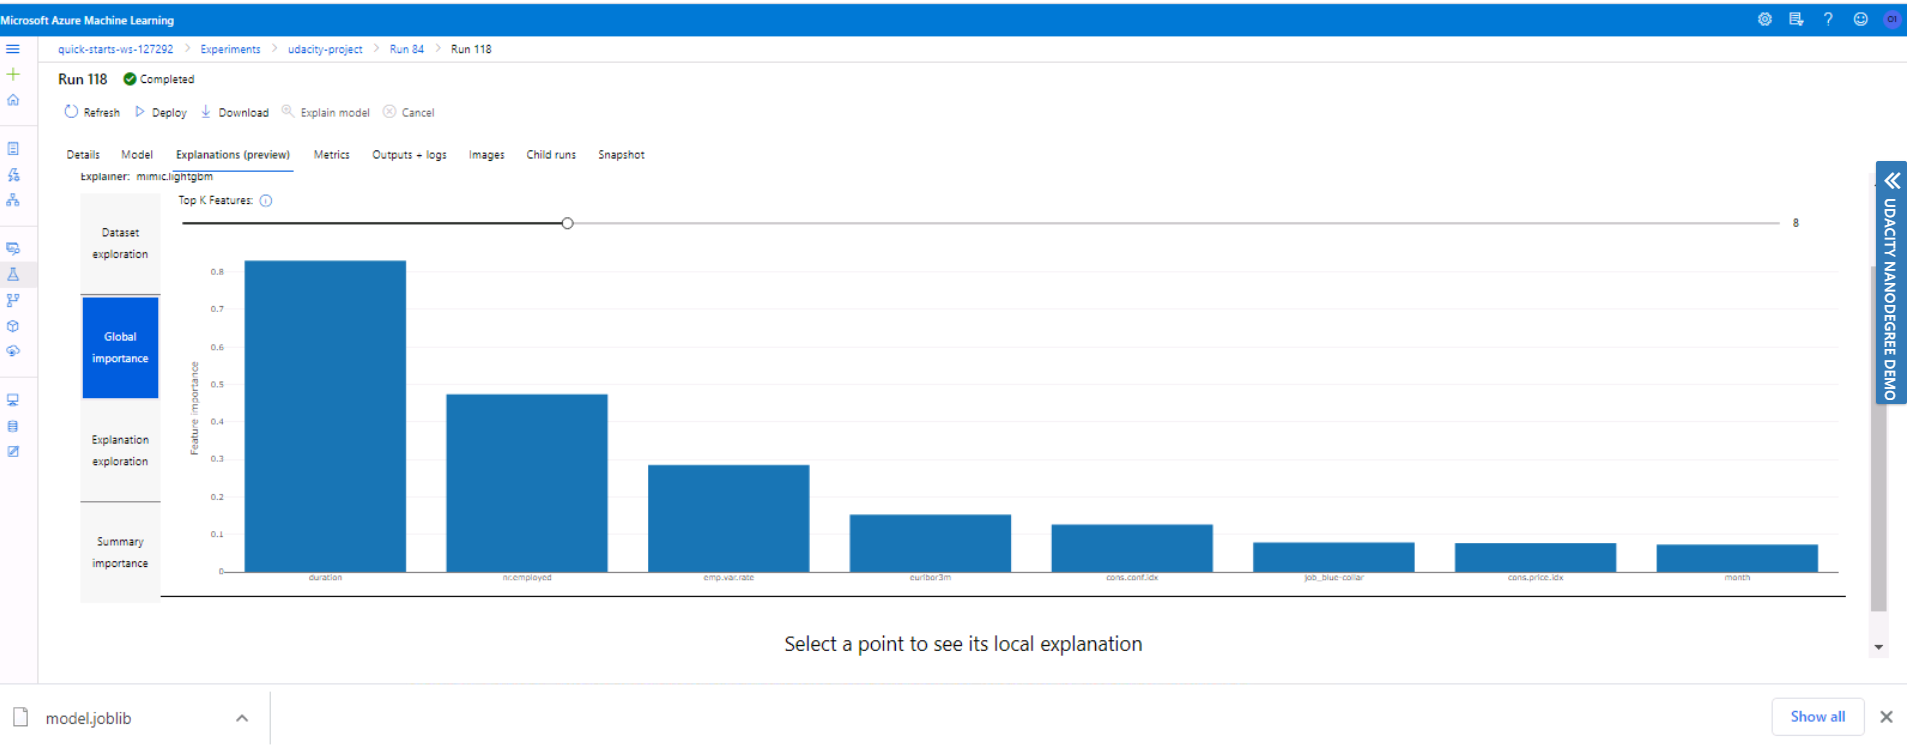 Microsoft Azure Machine Learning
quick-starts-ws-127292 > Experiments > udacity-project > Run 84 > Run 118
Run 118 Completed
Refresh Deploy Download Explain model Cancel
Details Model Explanations (preview) Metrics Outputs + logs Images Child runs Snapshot
Explainer: mimic.lightgbm
Top K Features:
8
Dataset
exploration
Global
importance
Explanation
exploration
Summary
importance
Feature importance
0.8
0.7
0.6
0.5
0.4
0.3
0.2
0.1
0
duration nr.employed emp.var.rate euribor3m cons.conf.idx job_blue-collar cons.price.idx month
Select a point to see its local explanation
UDACITY NANODEGREE DEMO
model.joblib
Show all